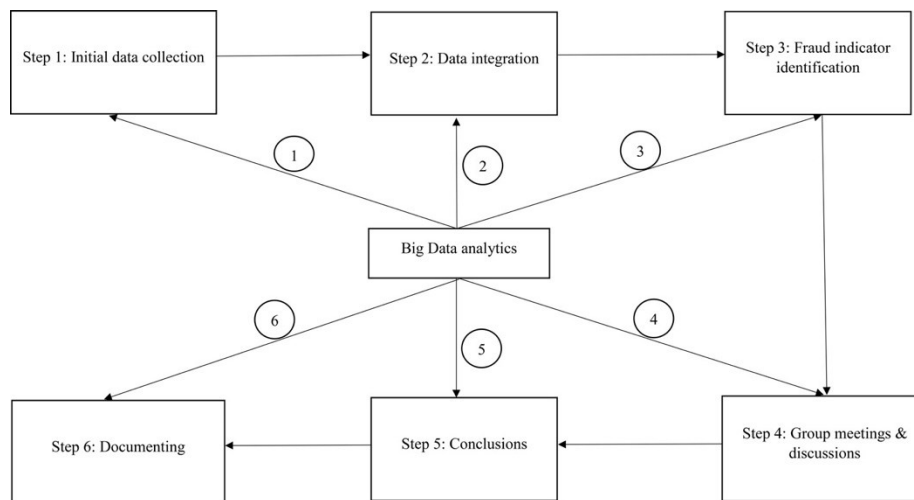 Step 1: Initial data collection
Step 2: Data integration
Step 3: Fraud indicator
identification
1
2
3
Big Data analytics
6
5
4
Step 6: Documenting
Step 5: Conclusions
Step 4: Group meetings &
discussions